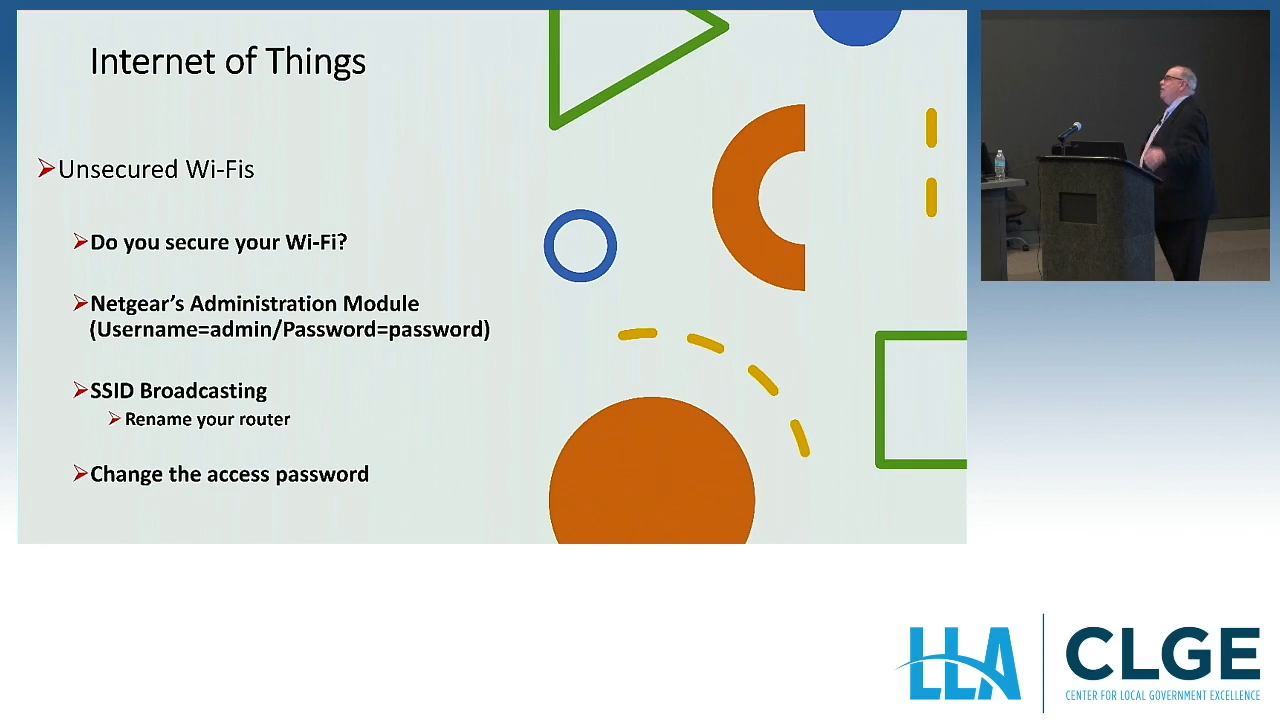 Internet of Things
Unsecured Wi-Fis
Do you secure your Wi-Fi?
Netgear's Administration Module
(Username=admin/Password=password)
SSID Broadcasting
Rename your router
Change the access password
LLA
CLGE
CENTER FOR LOCAL GOVERNMENT EXCELLENCE